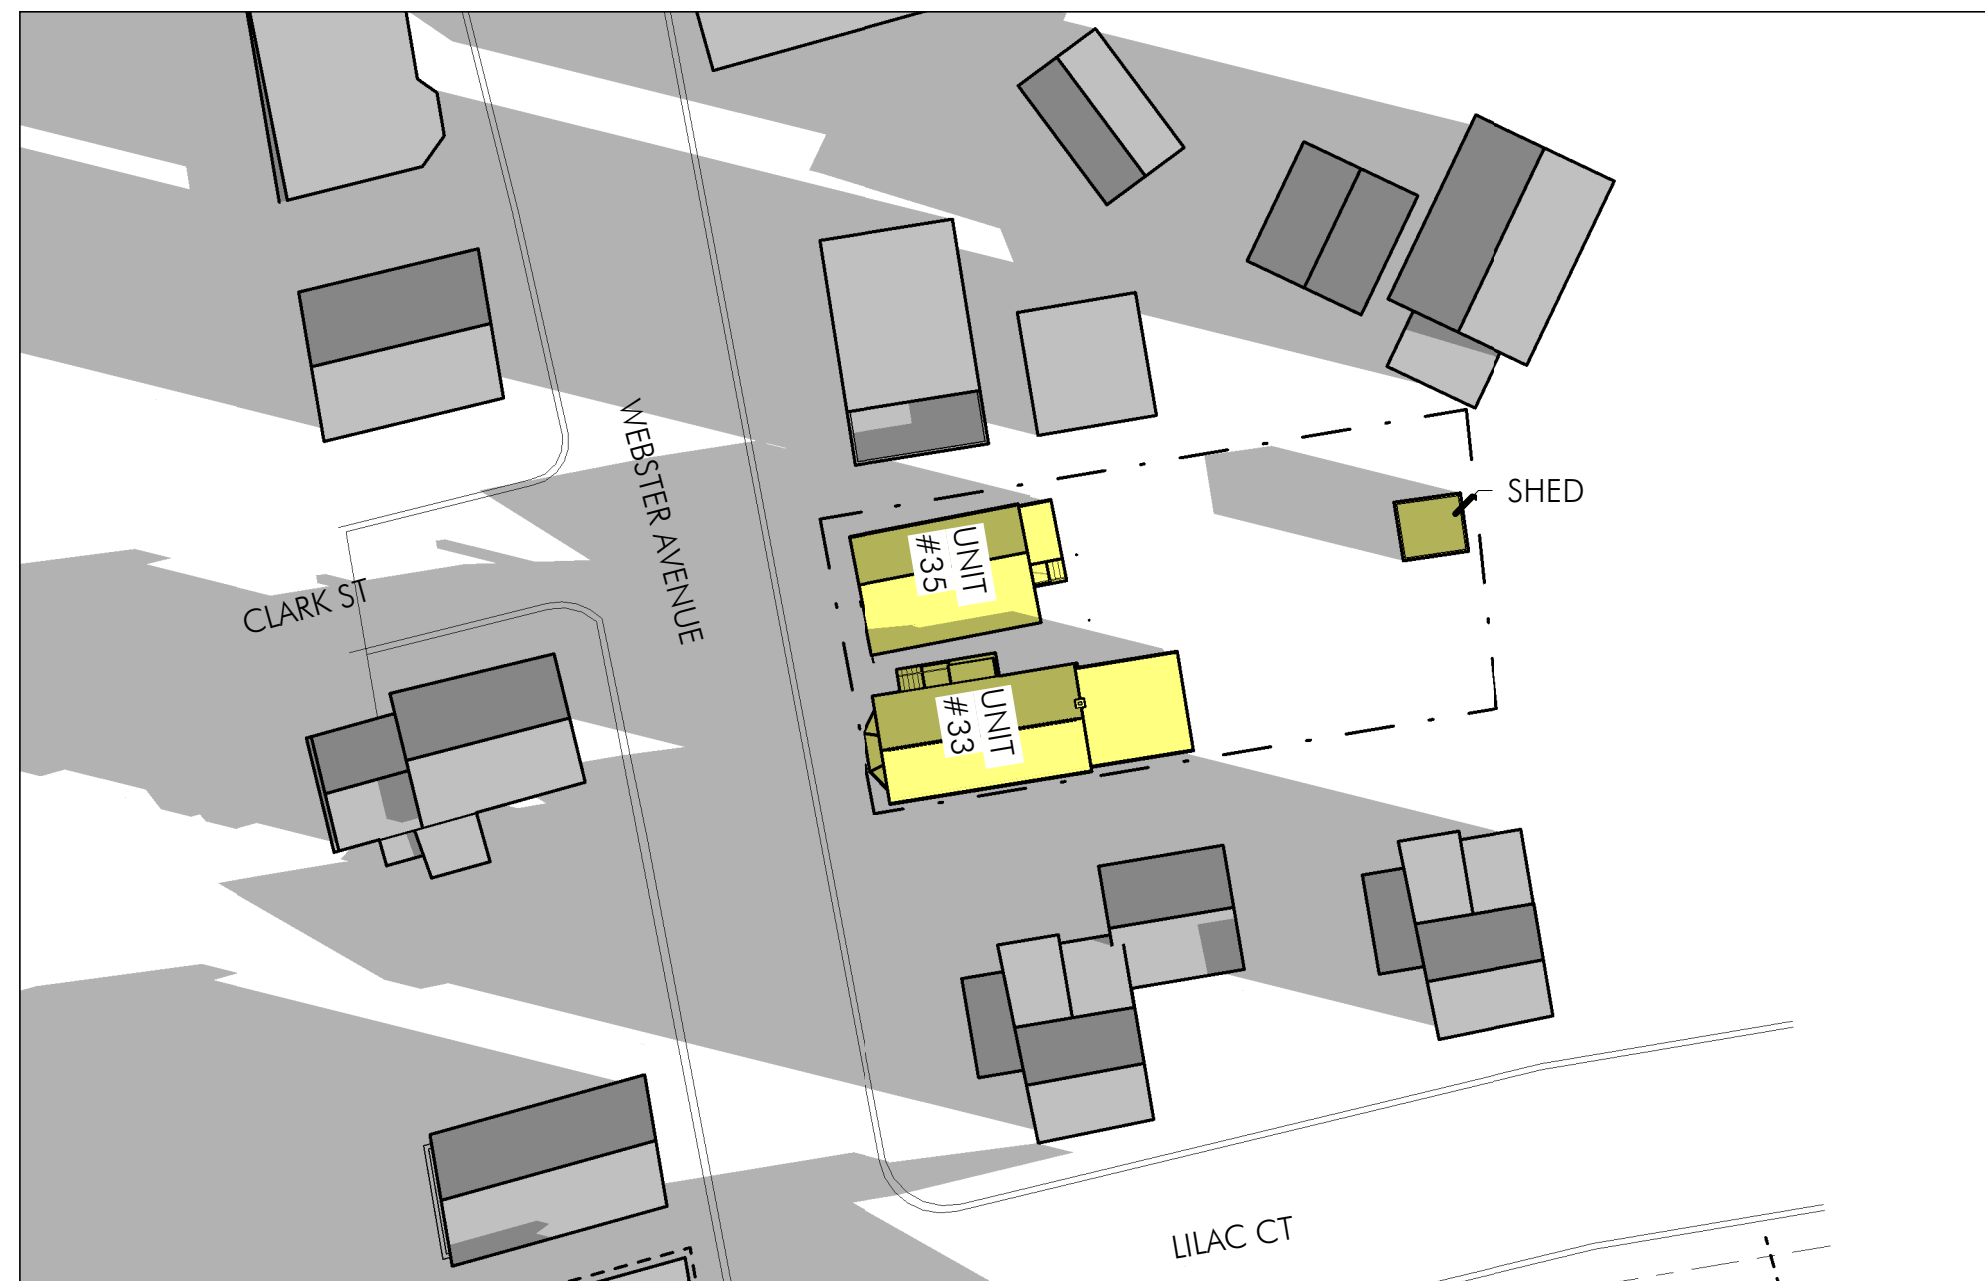 WEBSTER AVENUE
SHED
UNIT
#35
CLARK ST
UNIT
#33
LILAC CT